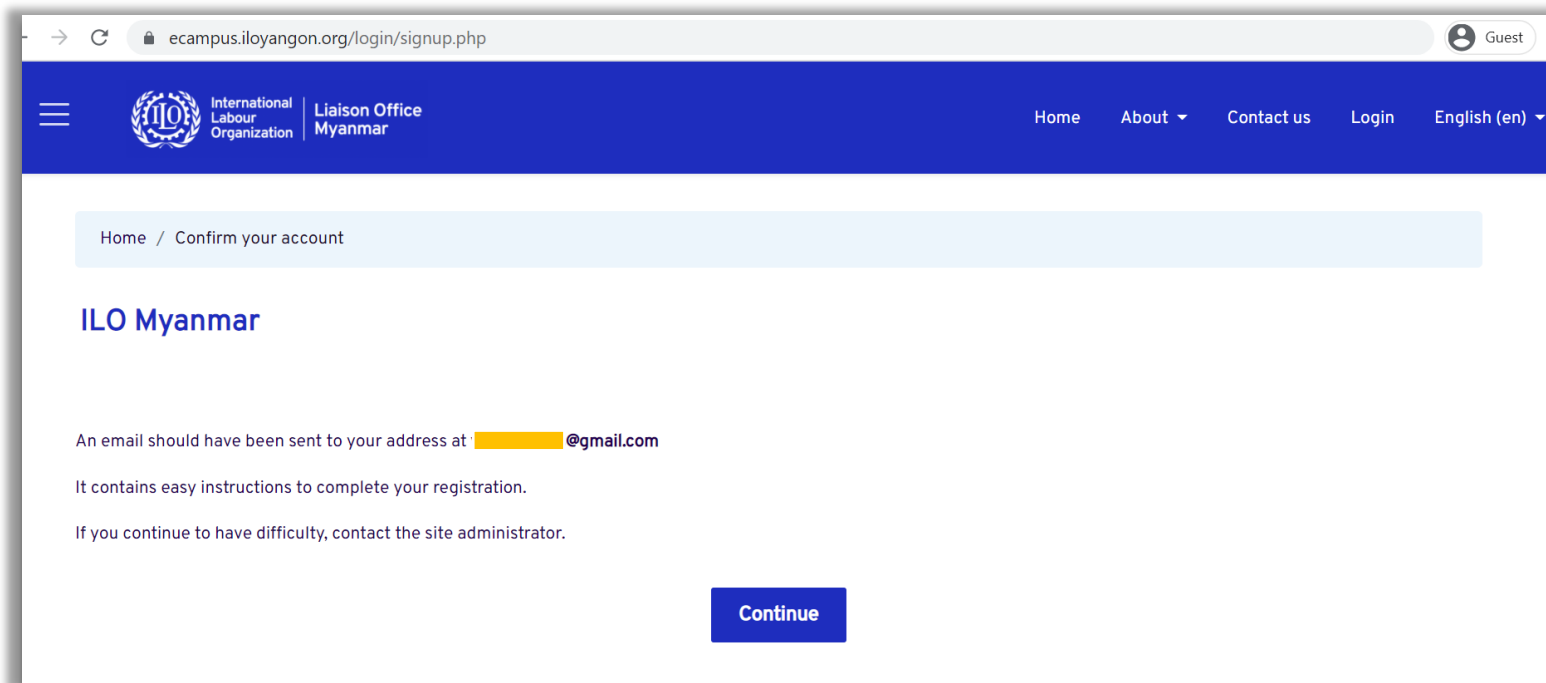 ecampus.iloyangon.org/login/signup.php
Guest
International
Labour
Organization
Liaison Office
Myanmar
Home About Contact us Login English (en)
Home / Confirm your account
ILO Myanmar
An email should have been sent to your address at @gmail.com
It contains easy instructions to complete your registration.
If you continue to have difficulty, contact the site administrator.
Continue